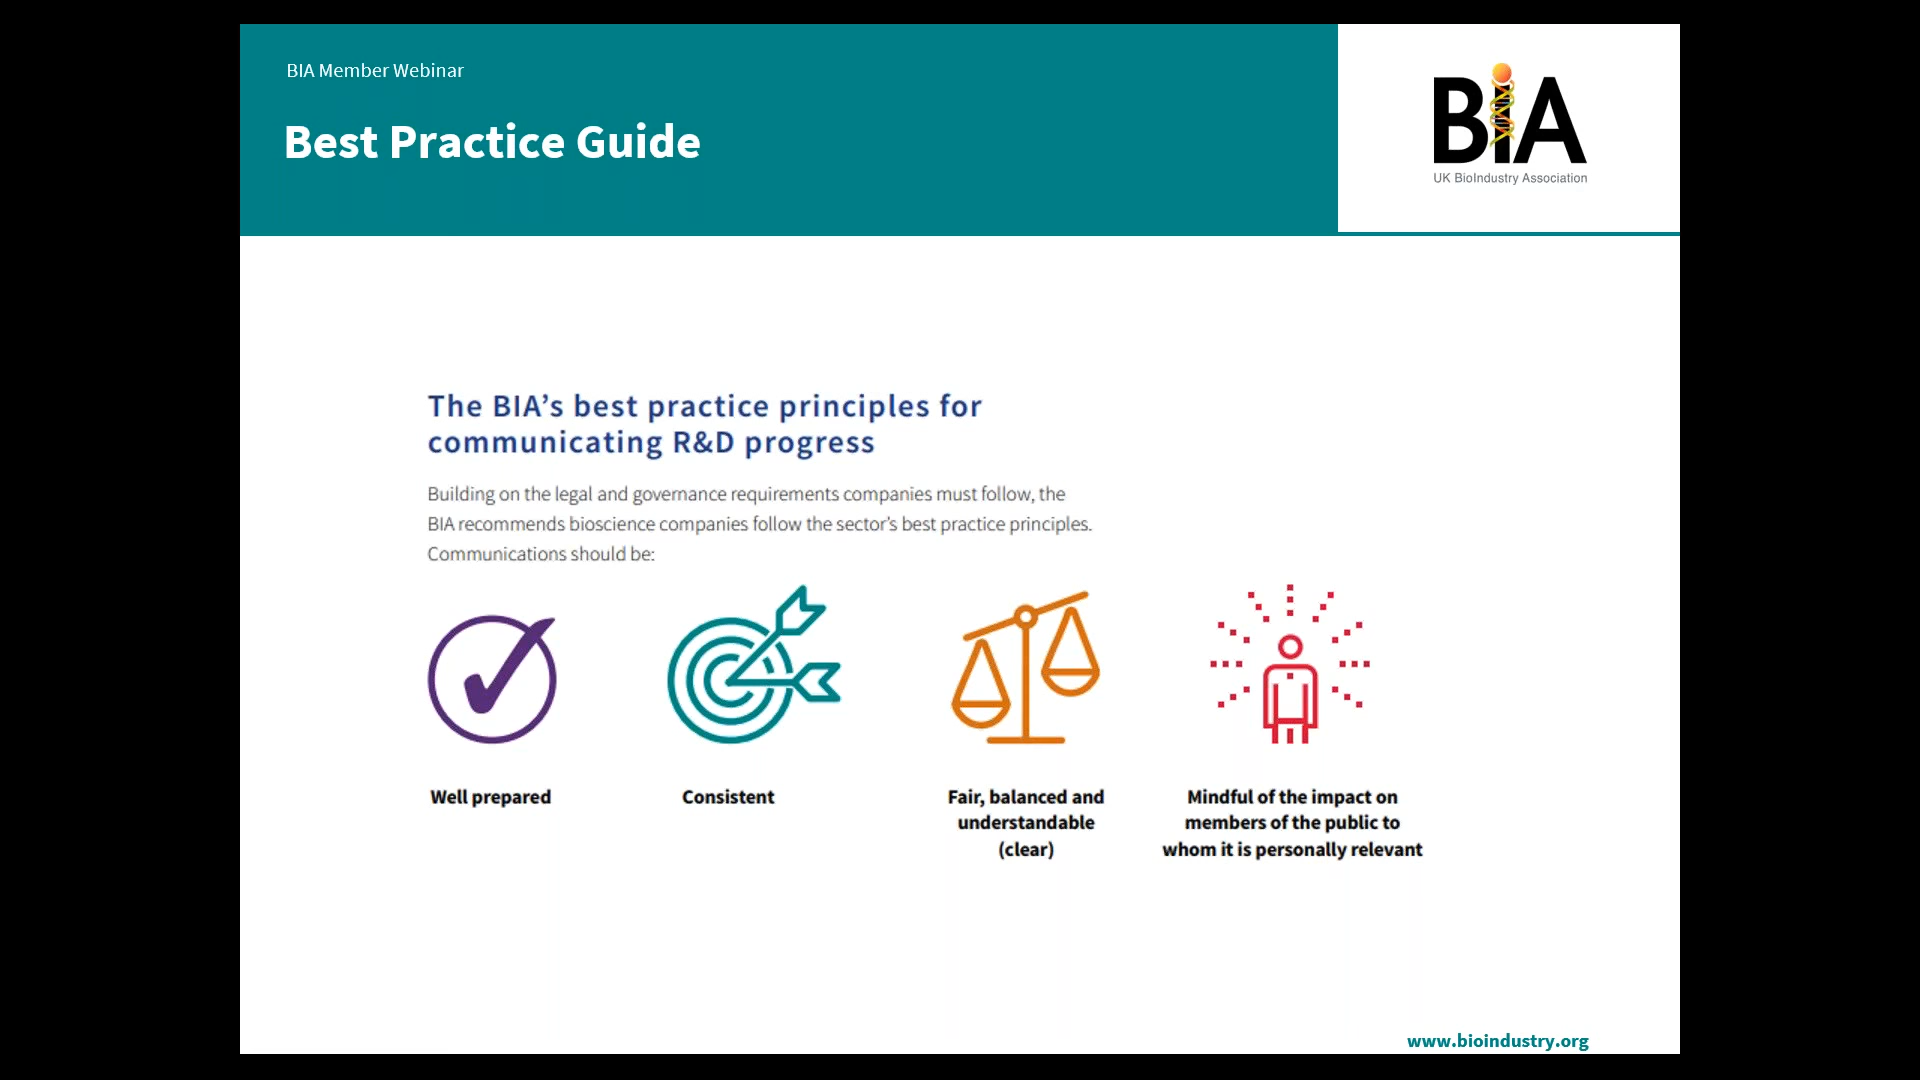 BIA Member Webinar
Best Practice Guide
BIA
UK BioIndustry Association
The BIA’s best practice principles for
communicating R&D progress
Building on the legal and governance requirements companies must follow, the
BIA recommends bioscience companies follow the sector’s best practice principles.
Communications should be:
Well prepared
Consistent
Fair, balanced and
understandable
(clear)
Mindful of the impact on
members of the public to
whom it is personally relevant
www.bioindustry.org